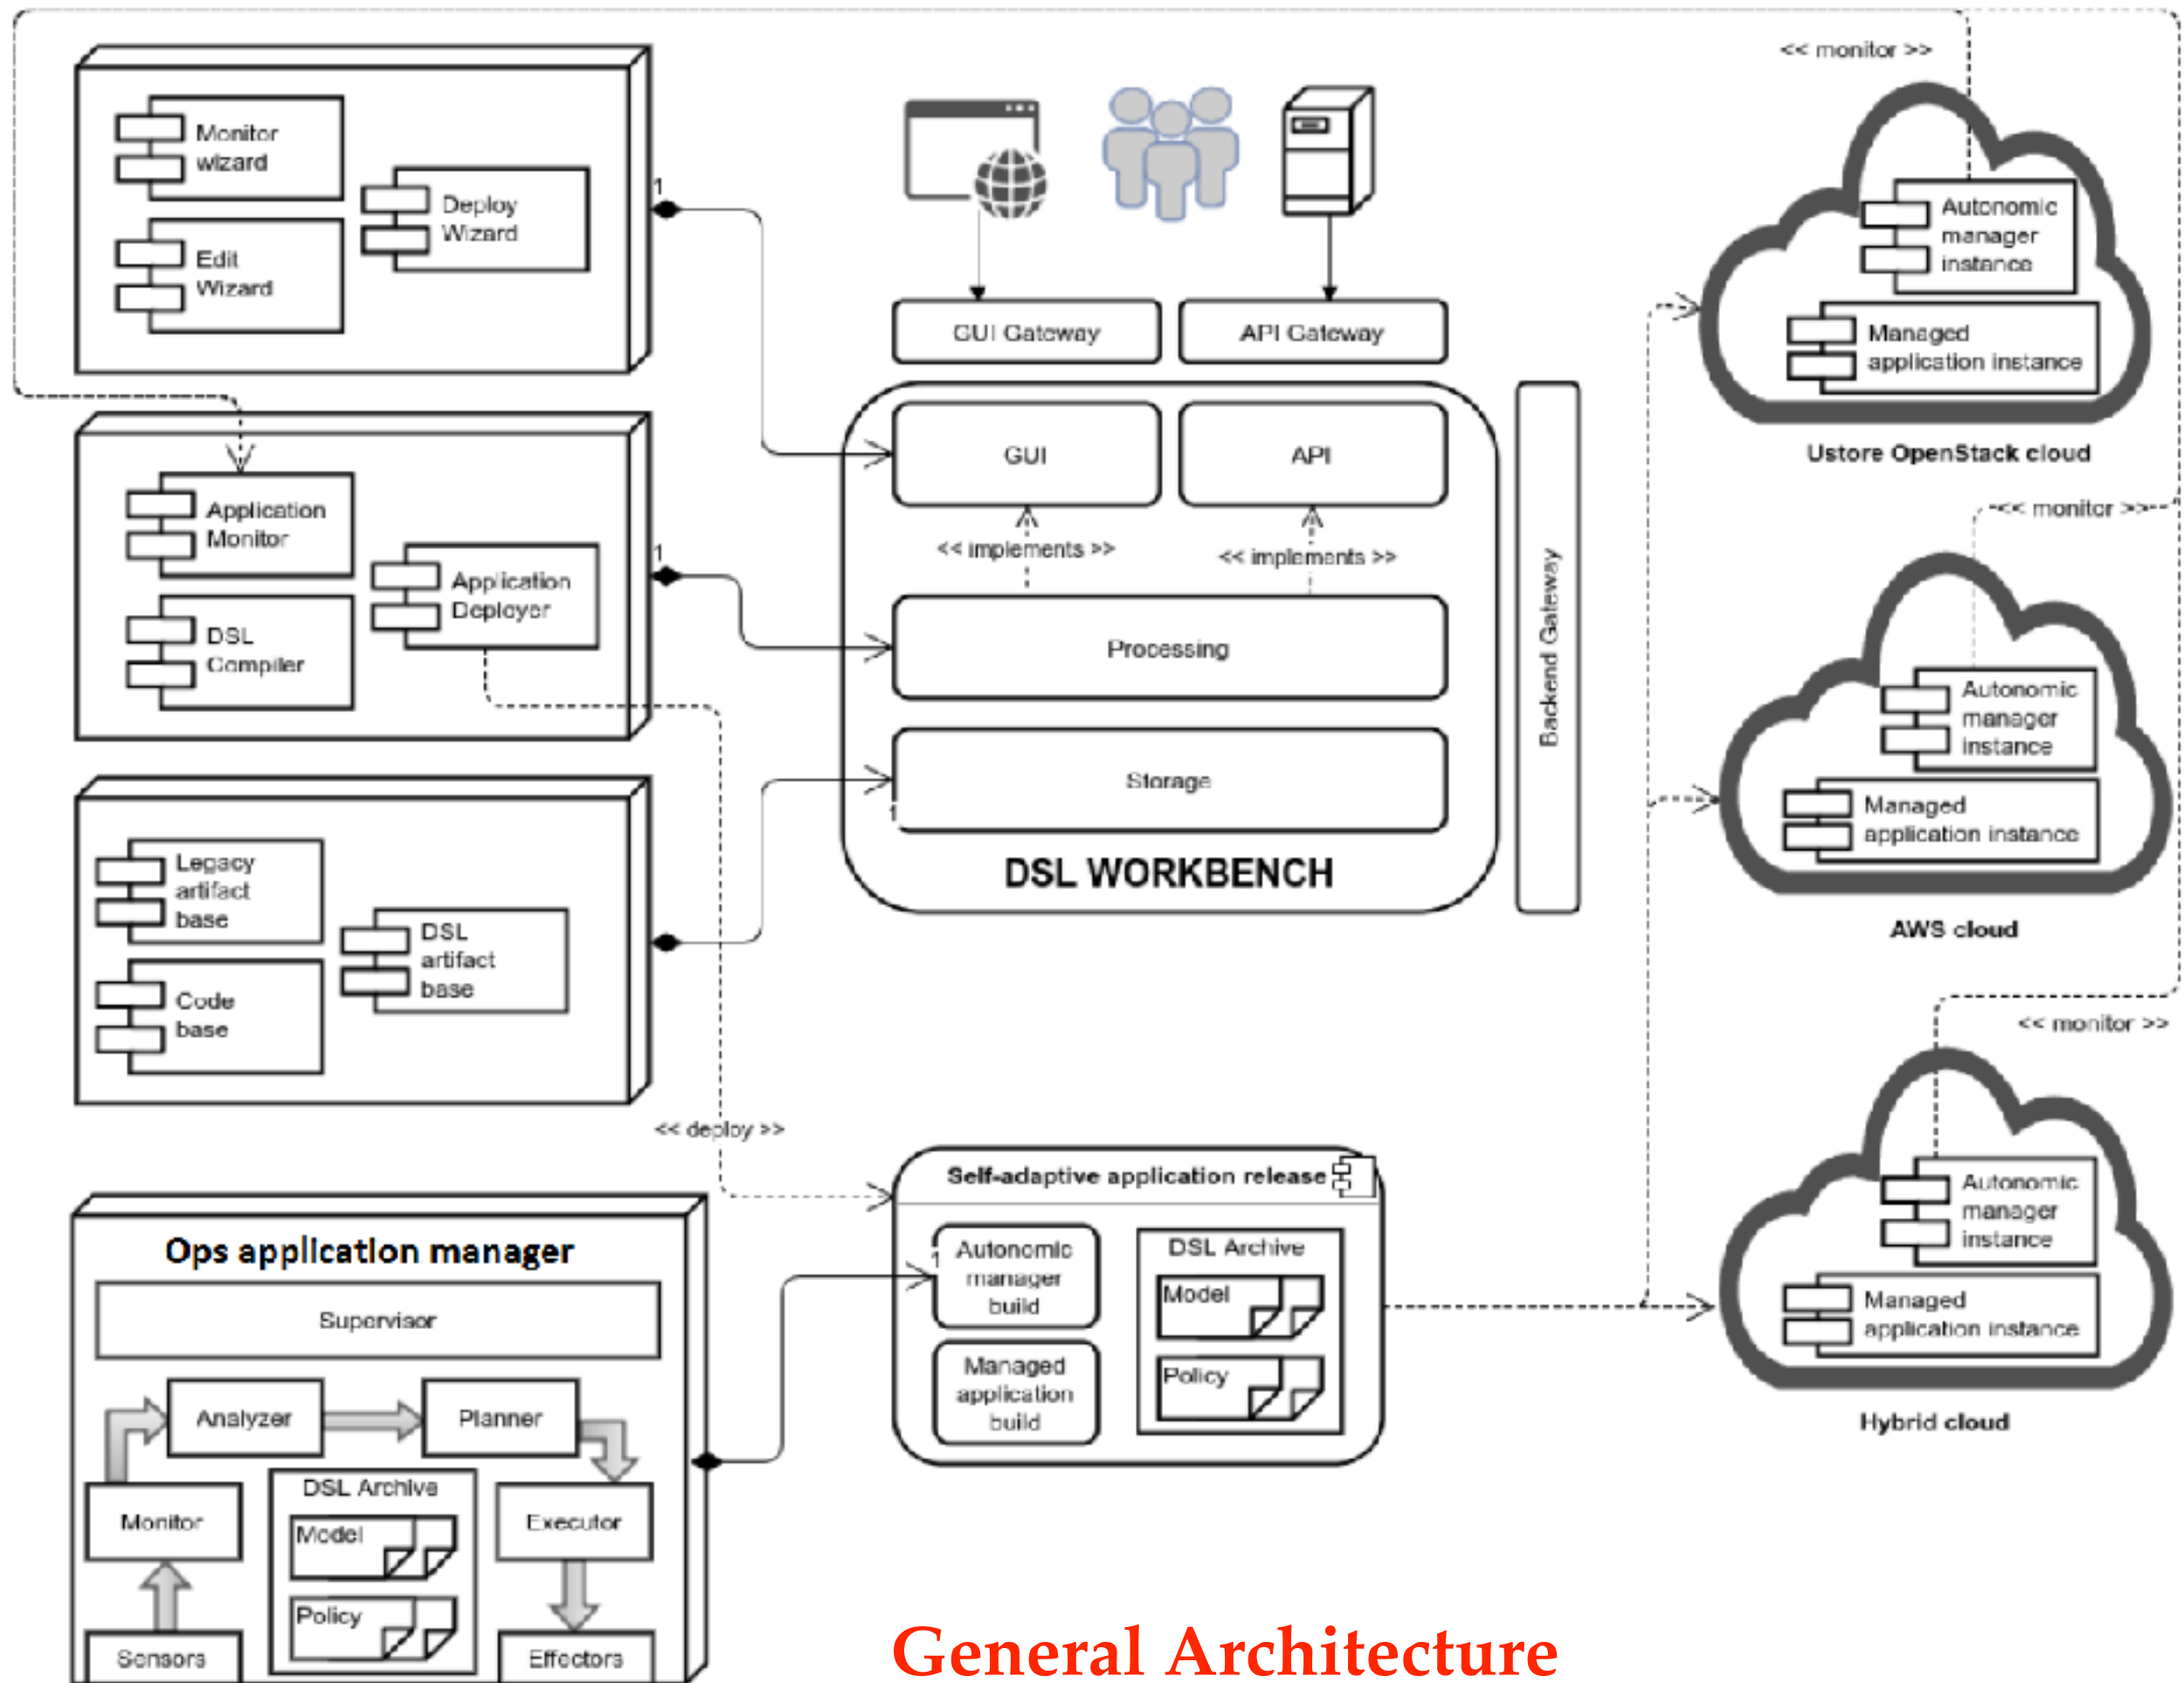 << monitor >>
Monitor
wizard
Deploy
Wizard
Edit
Wizard
1
GUI Gateway
API Gateway
Autonomic
manager
instance
Managed
application instance
Ustore OpenStack cloud
Application
Monitor
Application
Deployer
DSL
Compiler
1
GUI
API
<< implements >>
<< implements >>
Processing
Storage
1
DSL WORKBENCH
Backend Gateway
<< monitor >>
Autonomic
manager
instance
Managed
application instance
AWS cloud
Legacy
artifact
base
DSL
artifact
base
Code
base
<< deploy >>
<< monitor >>
Autonomic
manager
instance
Managed
application instance
Hybrid cloud
Self-adaptive application release
1
Autonomic
manager
build
Managed
application
build
DSL Archive
Model
Policy
Ops application manager
Supervisor
Analyzer
Planner
Monitor
DSL Archive
Model
Policy
Executor
Sensors
Effectors
General Architecture